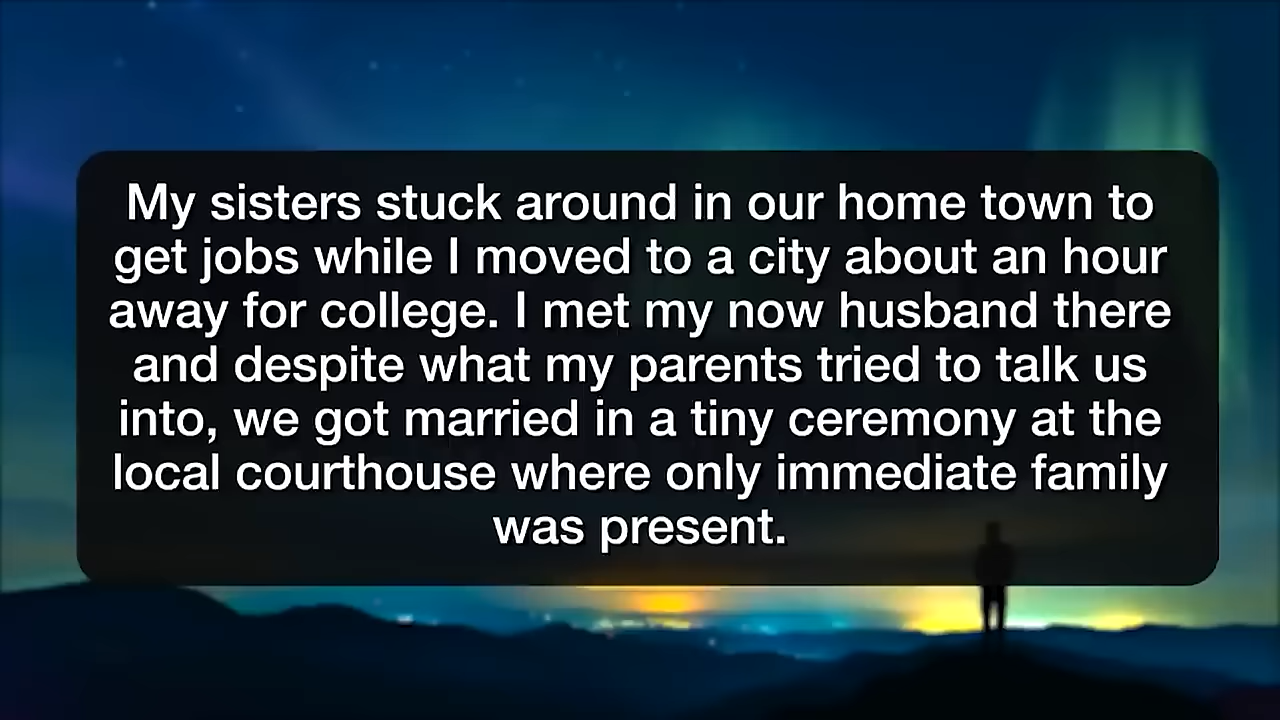 My sisters stuck around in our home town to
get jobs while I moved to a city about an hour
away for college. I met my now husband there
and despite what my parents tried to talk us
into, we got married in a tiny ceremony at the
local courthouse where only immediate family
was present.